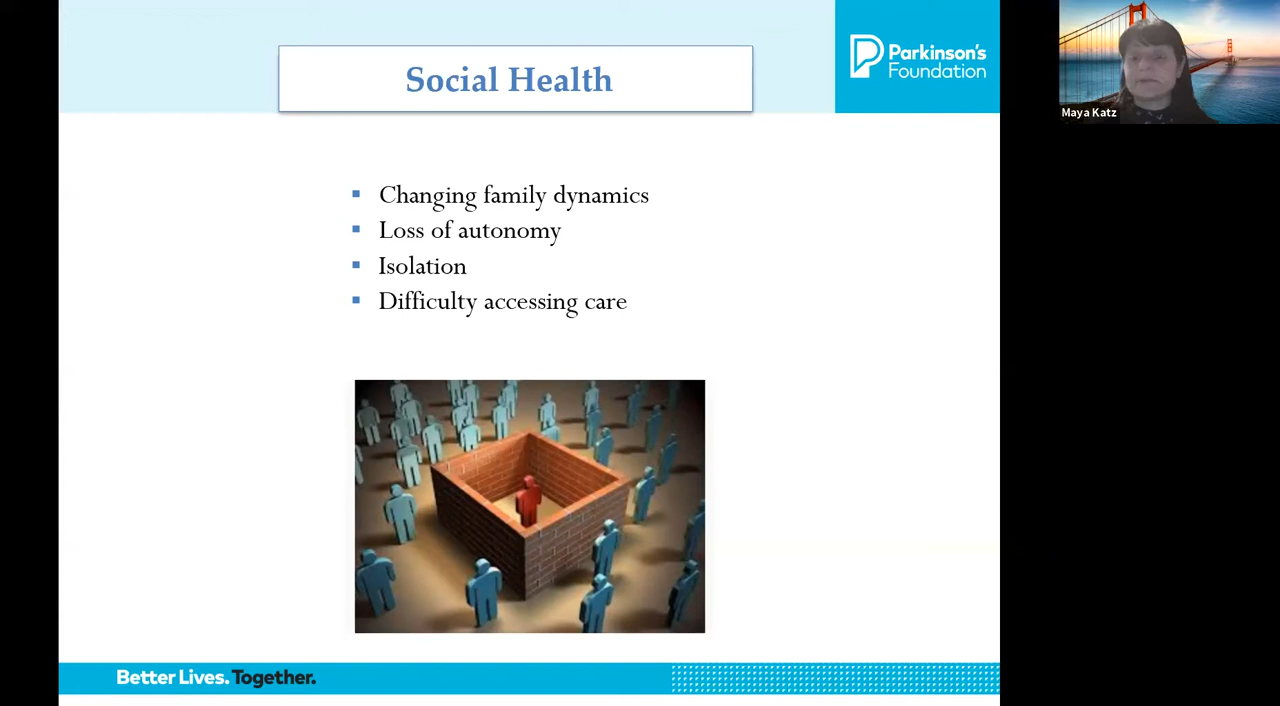 Social Health
Parkinson's
Foundation
Maya Katz
Changing family dynamics
Loss of autonomy
Isolation
Difficulty accessing care
Better Lives. Together.